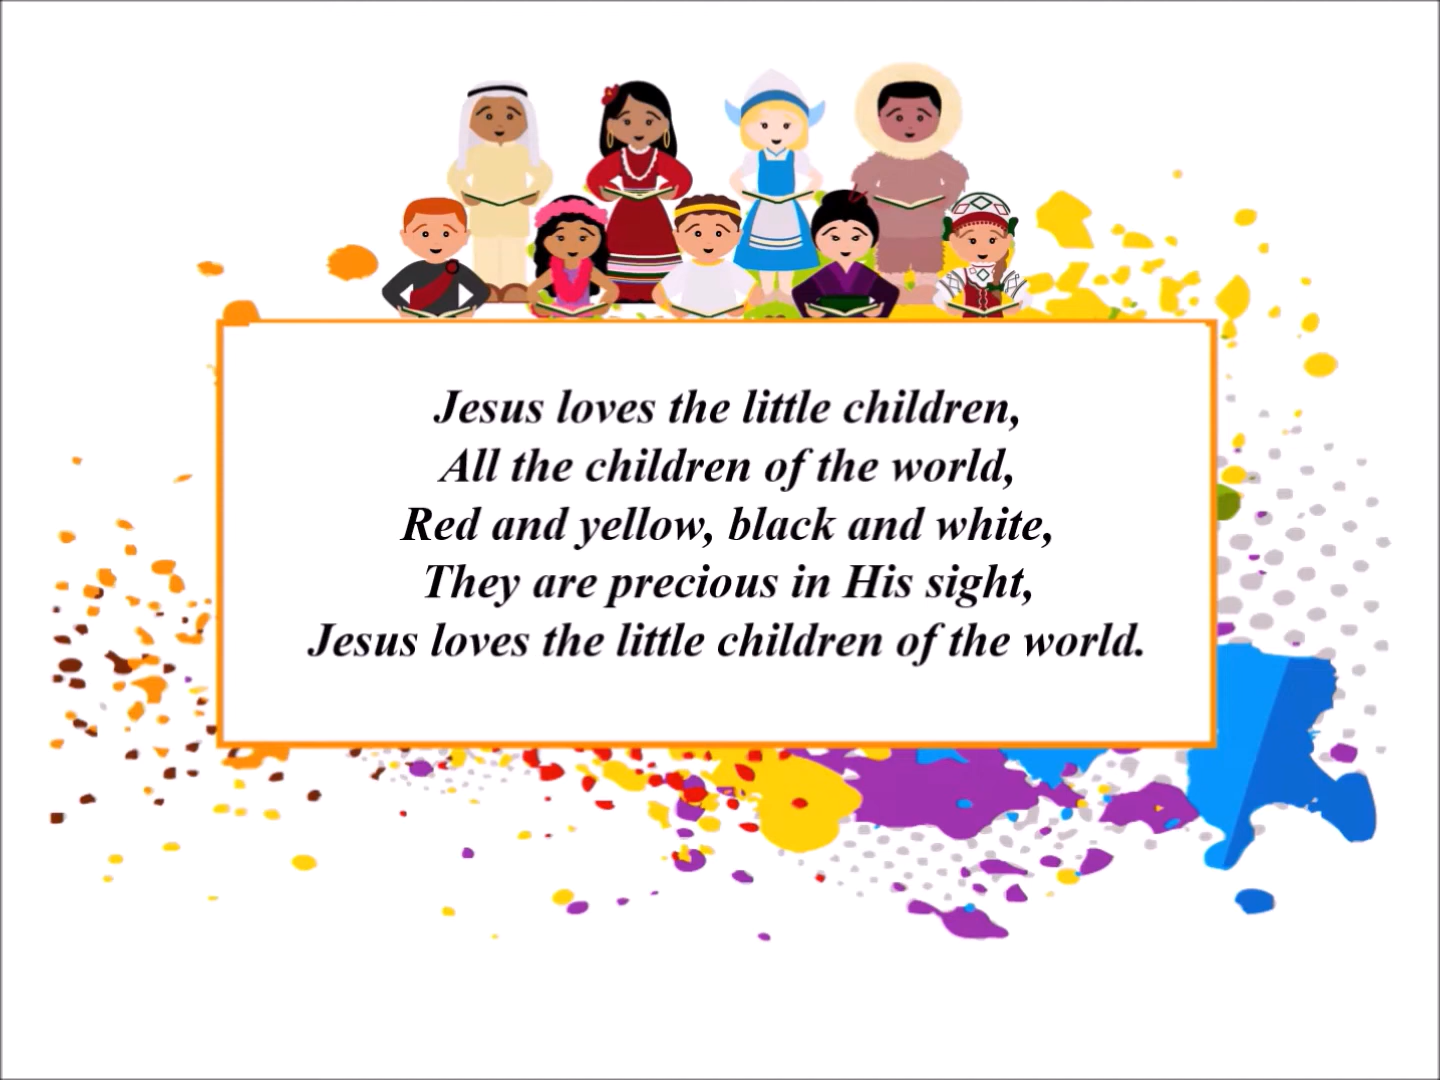 Jesus loves the little children,
All the children of the world,
Red and yellow, black and white,
They are precious in His sight,
Jesus loves the little children of the world.